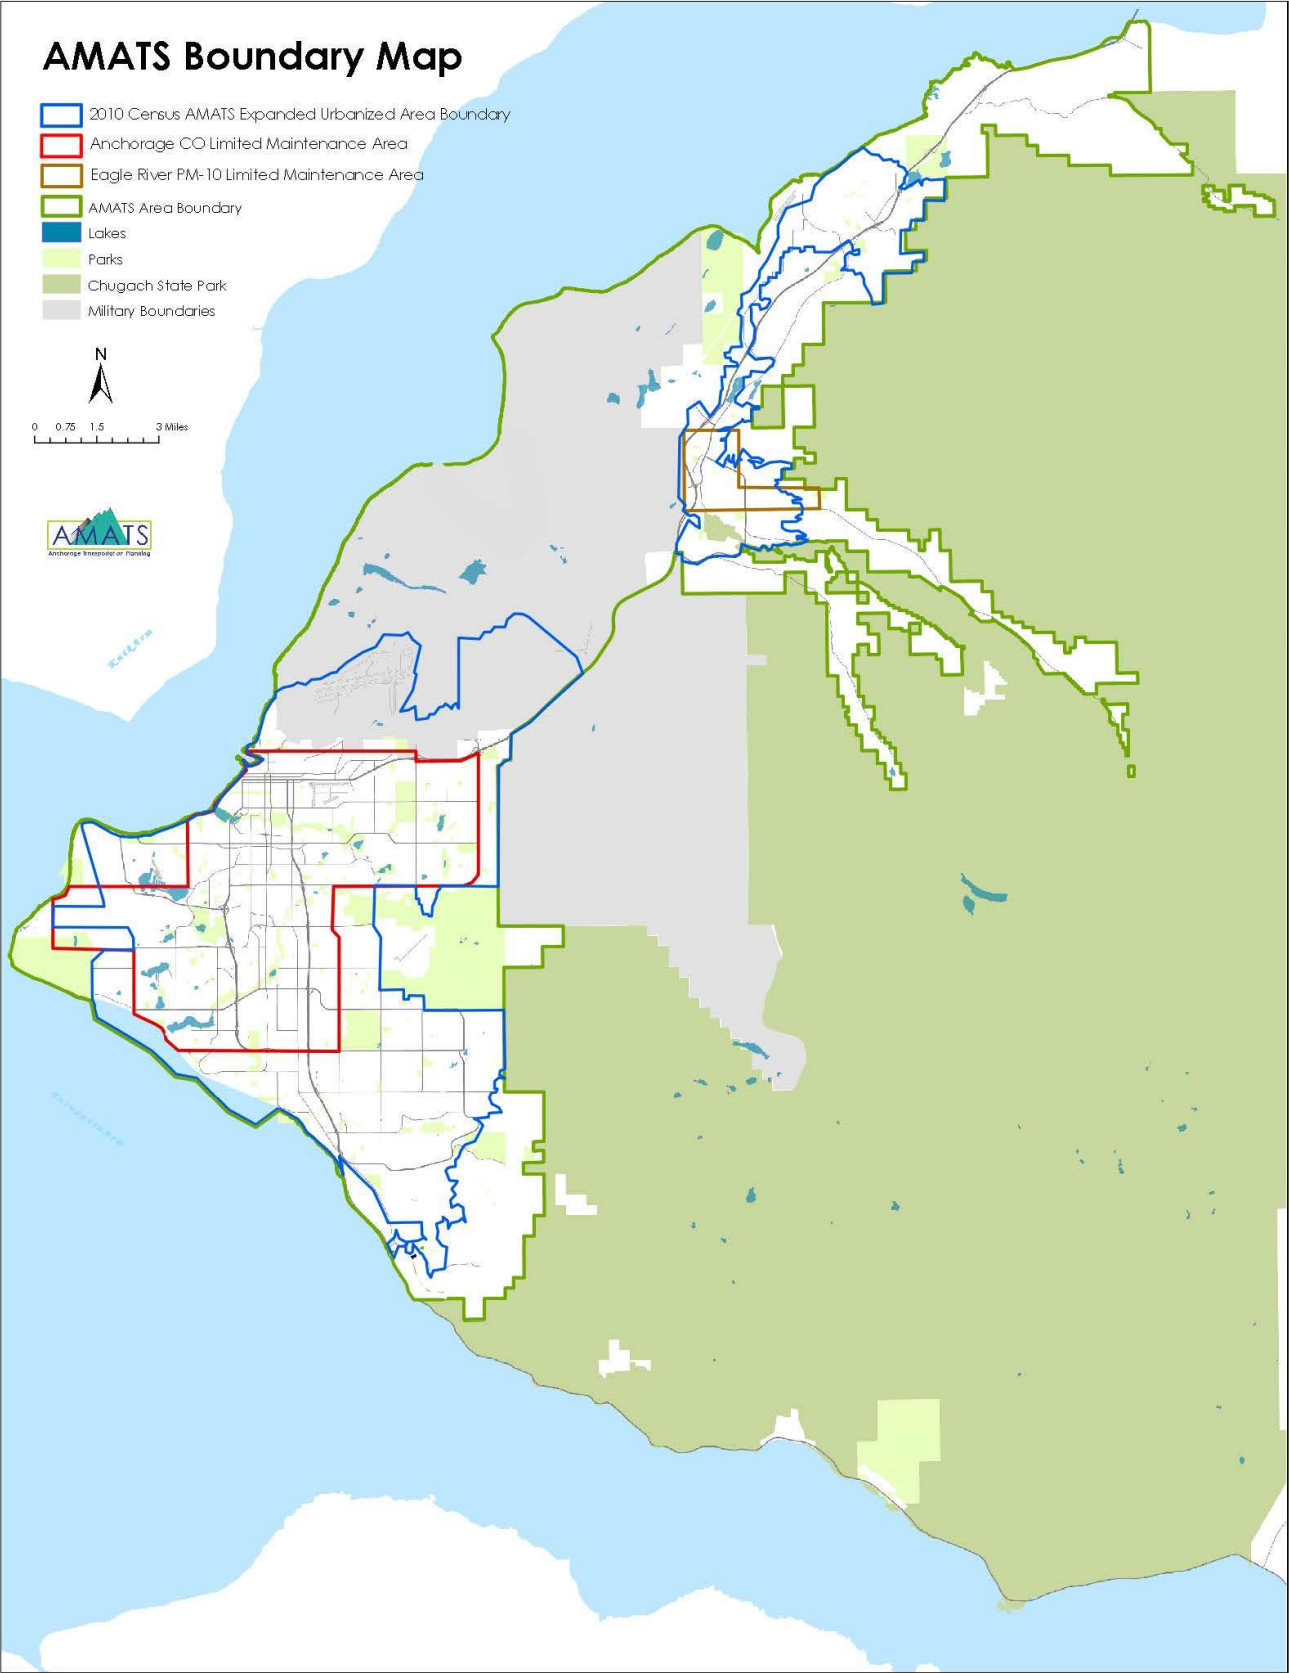 AMATS Boundary Map
2010 Census AMATS Expanded Urbanized Area Boundary
Anchorage CO Limited Maintenance Area
Eagle River PM-10 Limited Maintenance Area
AMATS Area Boundary
Lakes
Parks
Chugach State Park
Military Boundaries
N
0 0.75 1.5 3 Miles
AMATS